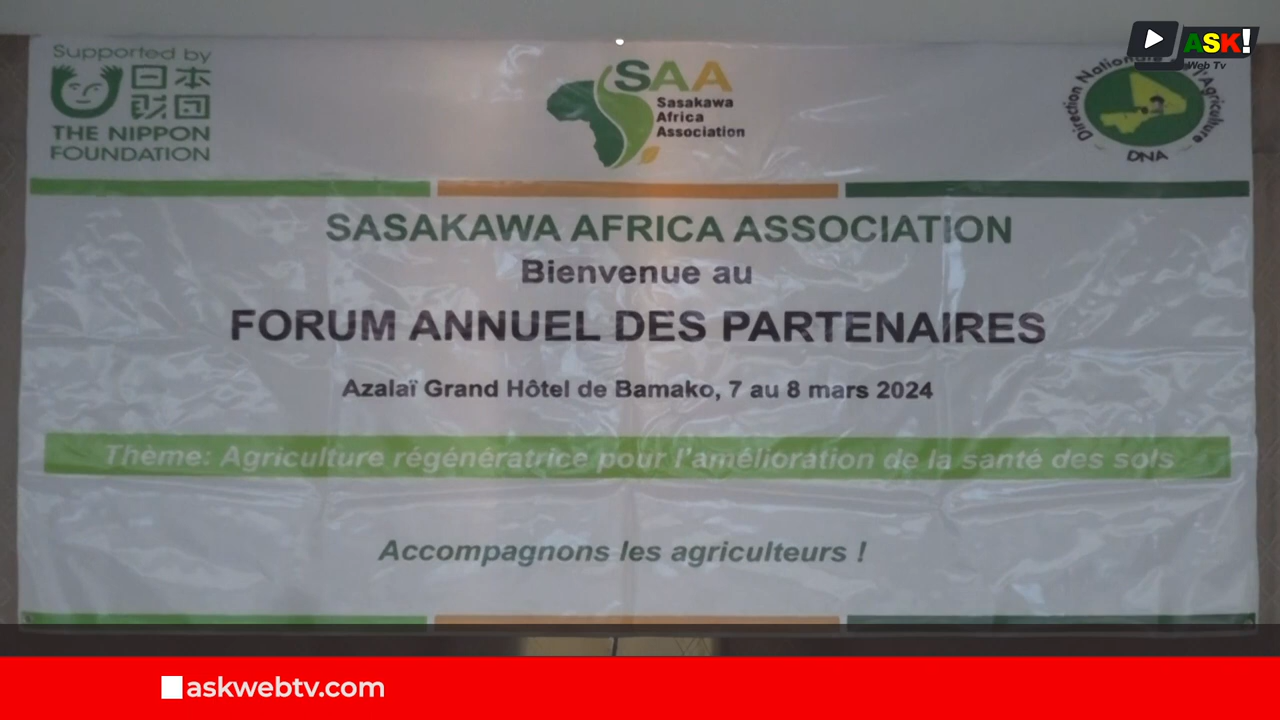 Supported by
日本
財団
THE NIPPON
FOUNDATION
SAA
Sasakawa
Africa
Association
ASK!
Web Tv
Direction Nationale de l'Agriculture
DNA
SASAKAWA AFRICA ASSOCIATION
Bienvenue au
FORUM ANNUEL DES PARTENAIRES
Azalaï Grand Hôtel de Bamako, 7 au 8 mars 2024
Thème: Agriculture régénératrice pour l'amélioration de la santé des sols
Accompagnons les agriculteurs !
askwebtv.com